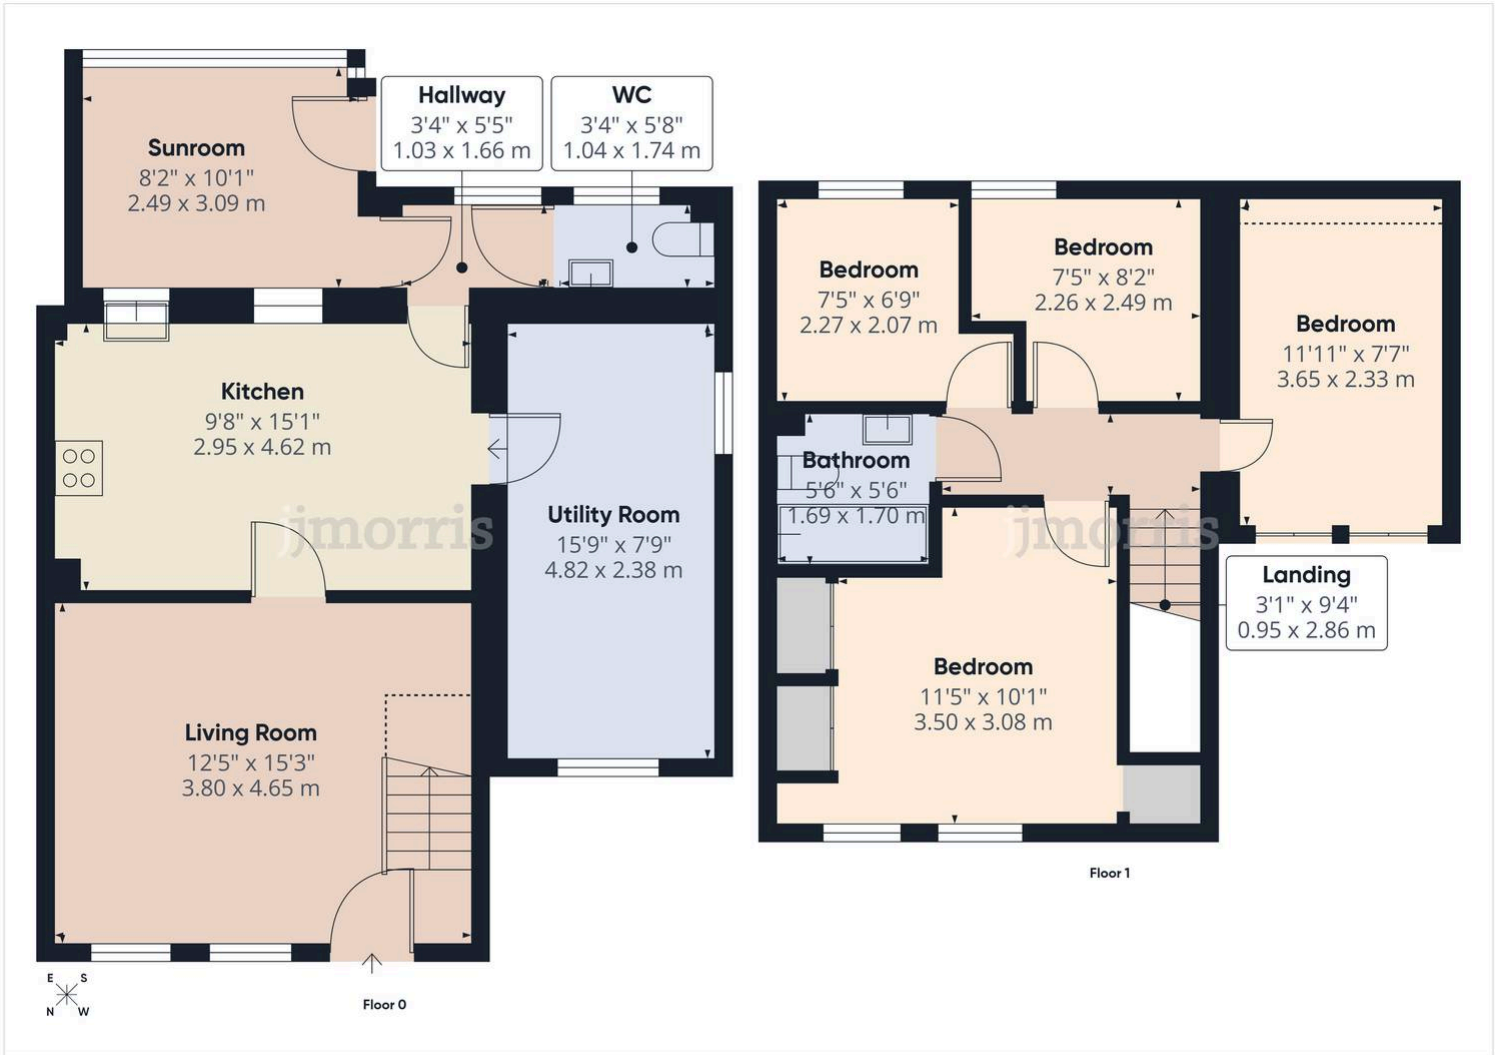 Hallway
3'4" x 5'5"
1.03 x 1.66 m
WC
3'4" x 5'8"
1.04 x 1.74 m
Sunroom
8'2" x 10'1"
2.49 x 3.09 m
Kitchen
9'8" x 15'1"
2.95 x 4.62 m
jjmorris
Utility Room
15'9" x 7'9"
4.82 x 2.38 m
Living Room
12'5" x 15'3"
3.80 x 4.65 m
E S
N W
Floor 0
Bedroom
7'5" x 6'9"
2.27 x 2.07 m
Bedroom
7'5" x 8'2"
2.26 x 2.49 m
Bedroom
11'11" x 7'7"
3.65 x 2.33 m
Bathroom
5'6" x 5'6"
1.69 x 1.70 m
jjmorris
Landing
3'1" x 9'4"
0.95 x 2.86 m
Bedroom
11'5" x 10'1"
3.50 x 3.08 m
Floor 1